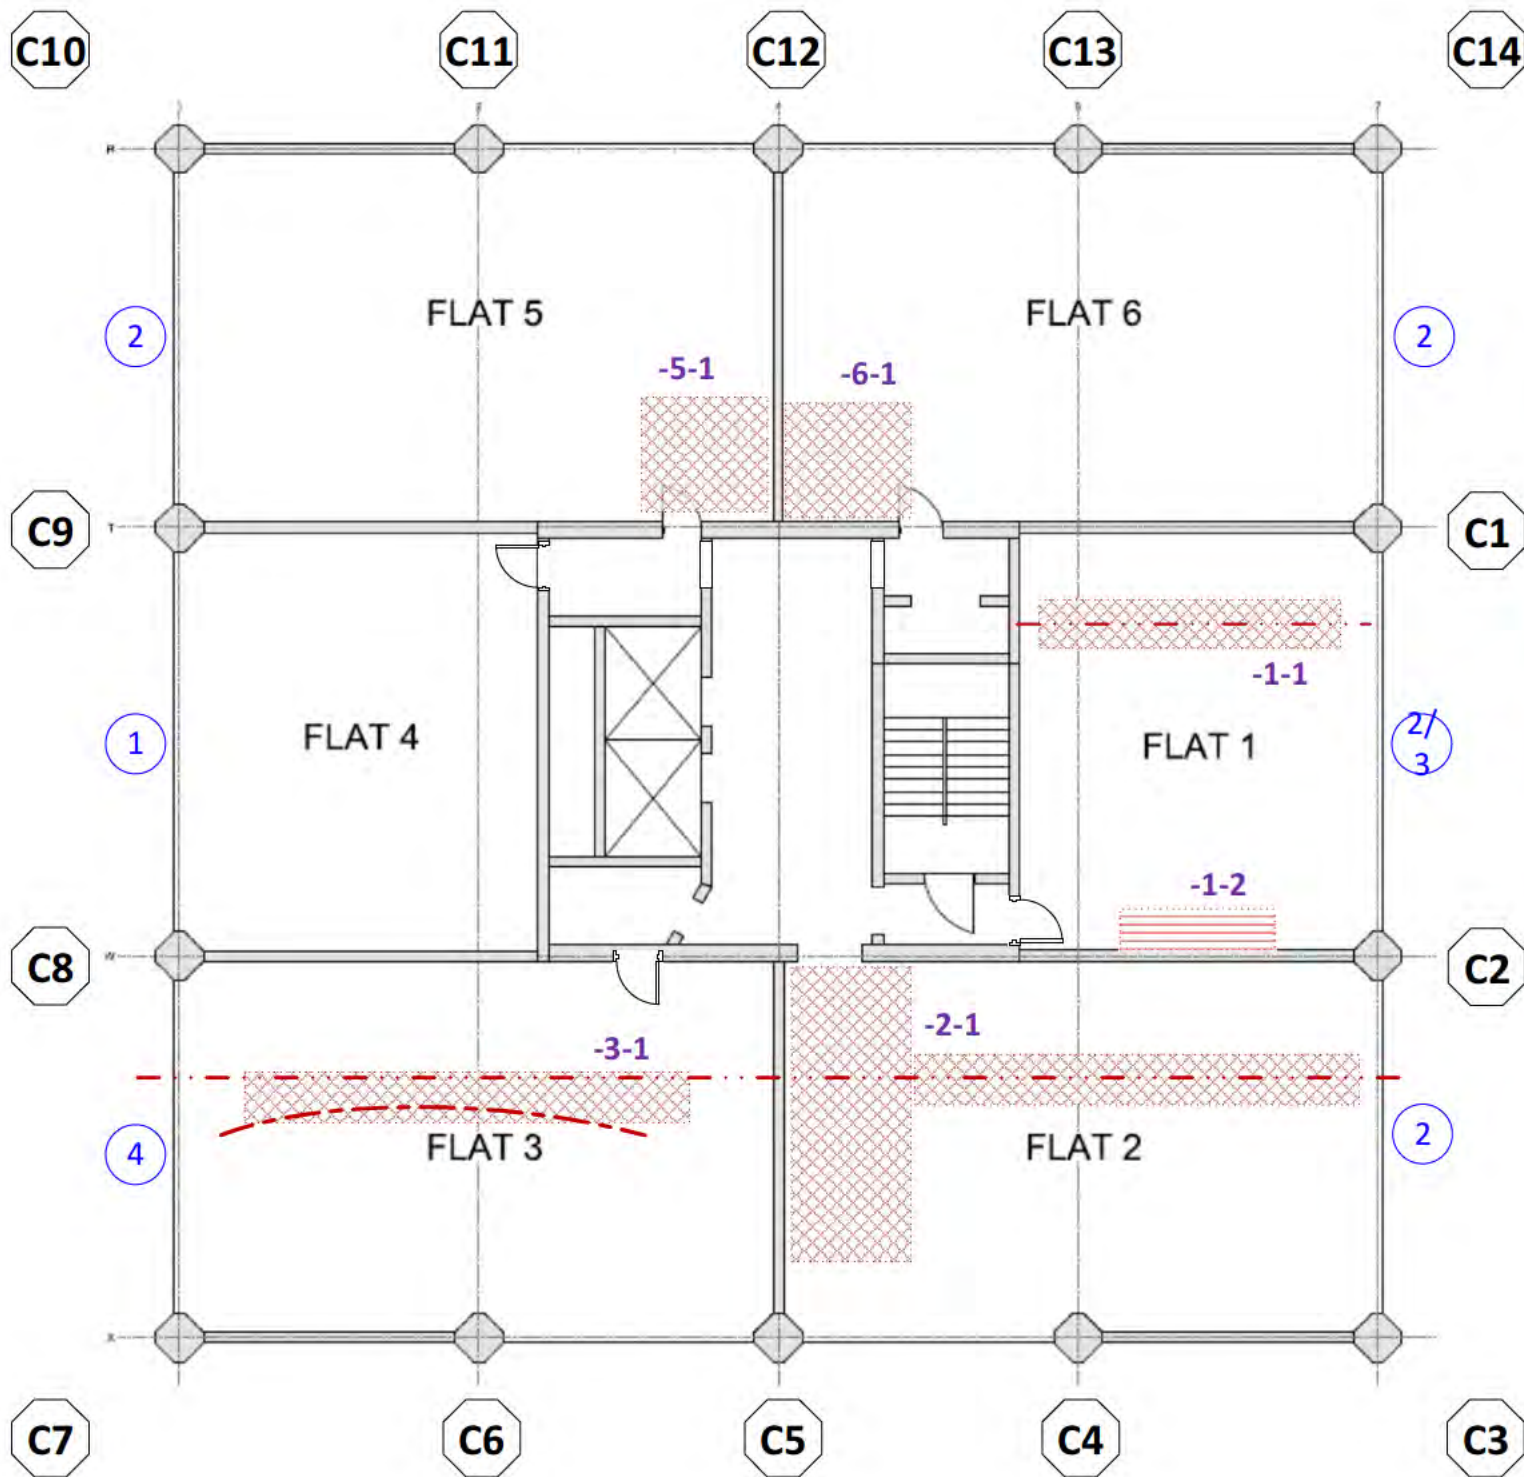 C10 C11 C12 C13 C14
FLAT 5 FLAT 6
2 2
-5-1 -6-1
C9 T C1
-1-1
FLAT 4 FLAT 1
1 2/
3
-1-2
C8 W C2
-2-1
-3-1
FLAT 3 FLAT 2
4 2
X
C7 C6 C5 C4 C3